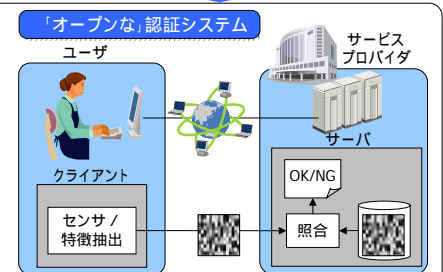 「オープンな」認証システム
ユーザ
サービス
プロバイダ
サーバ
クライアント
OK/NG
センサ /
特徴抽出
照合